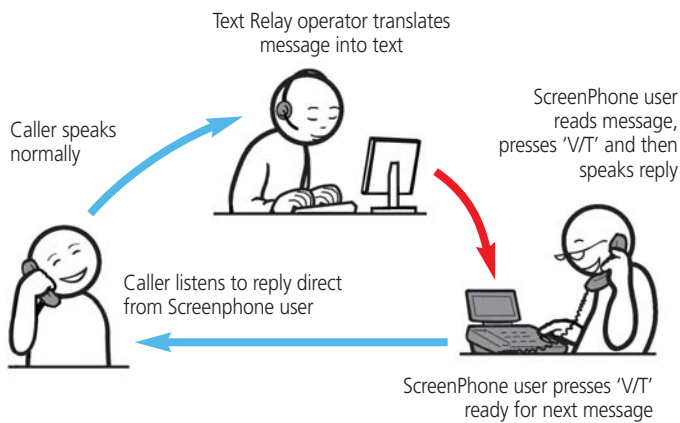 Text Relay operator translates
message into text
Caller speaks
normally
ScreenPhone user
reads message,
presses ‘V/T’ and then
speaks reply
Caller listens to reply direct
from Screenphone user
ScreenPhone user presses ‘V/T’
ready for next message